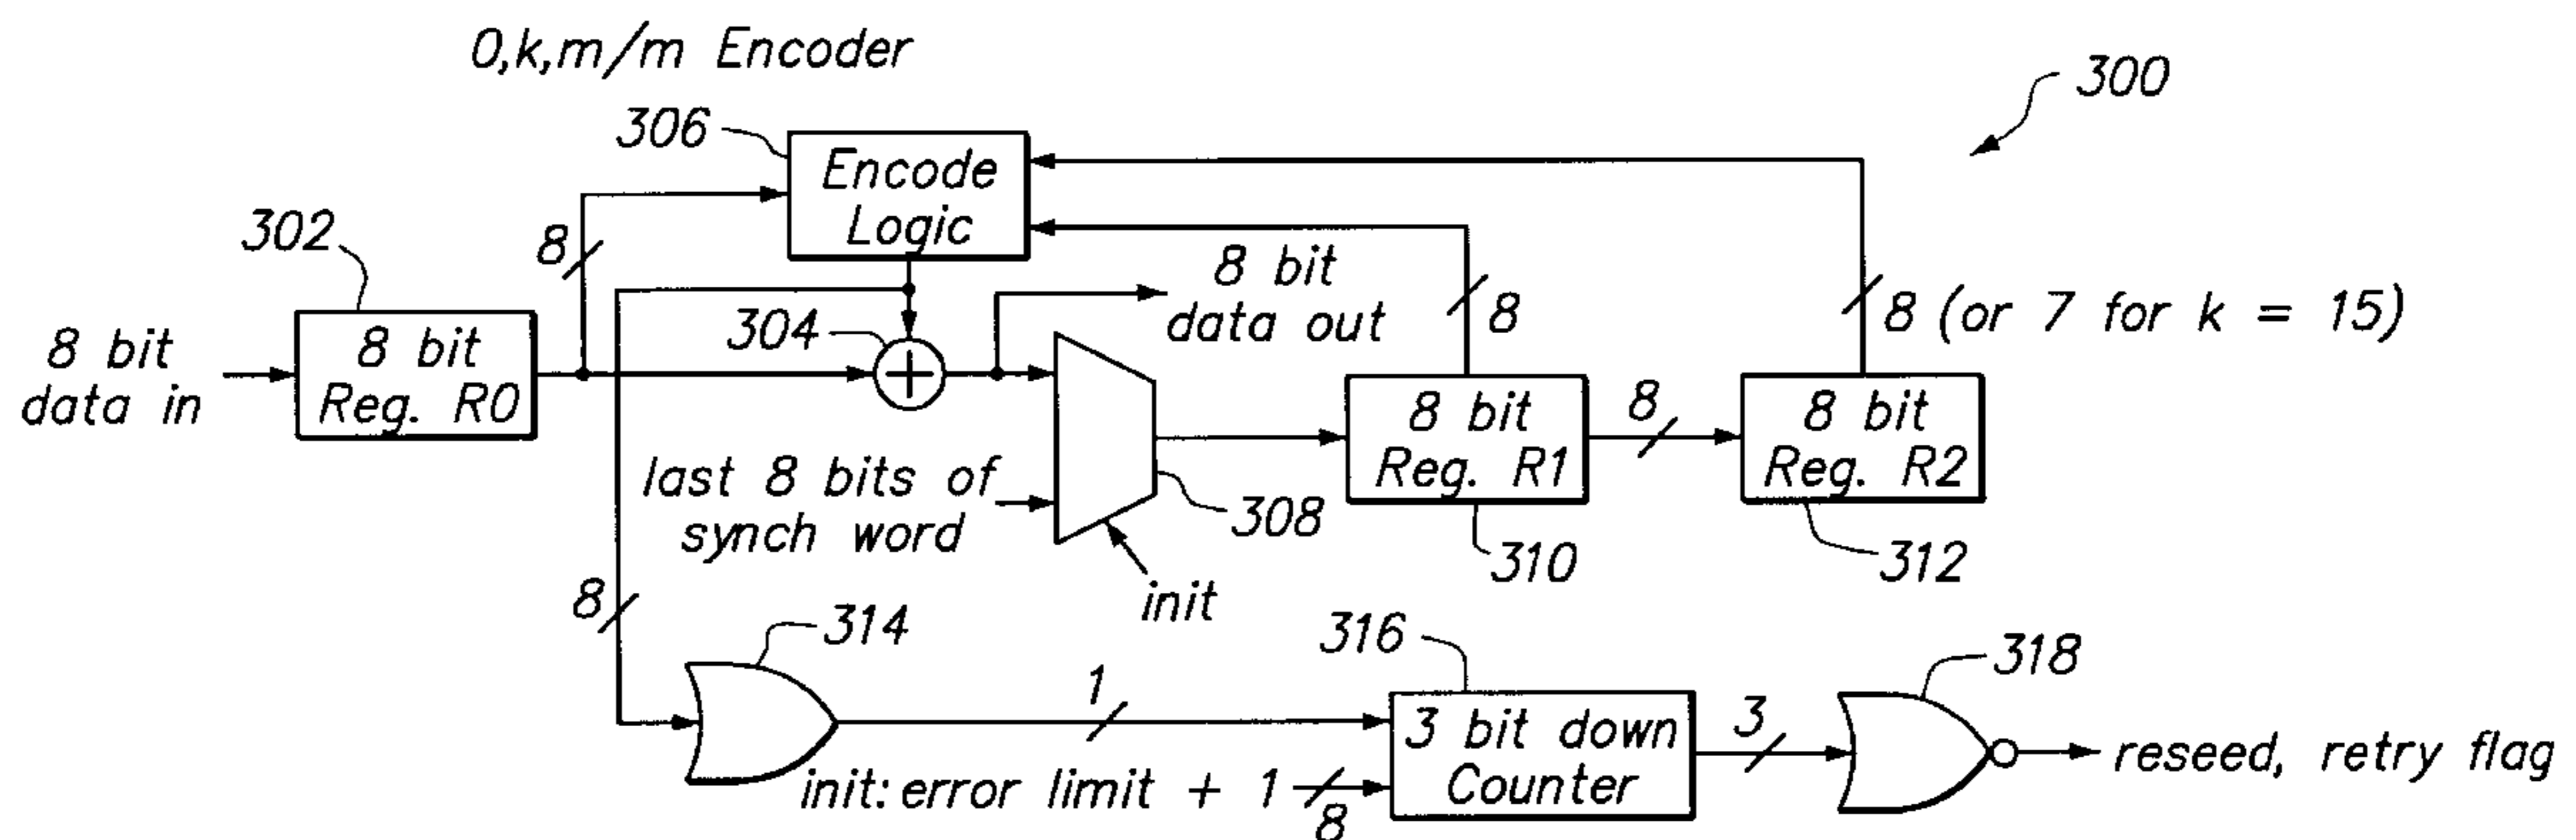 0,k,m/m Encoder
300
306
Encode
Logic
302
8
8 bit
data in
8 bit
Reg. R0
304
8 bit
data out
8
8 (or 7 for k = 15)
last 8 bits of
synch word
308
init
8 bit
Reg. R1
310
8
8 bit
Reg. R2
312
8
314
1
init: error limit + 1
8
316
3 bit down
Counter
3
318
reseed, retry flag